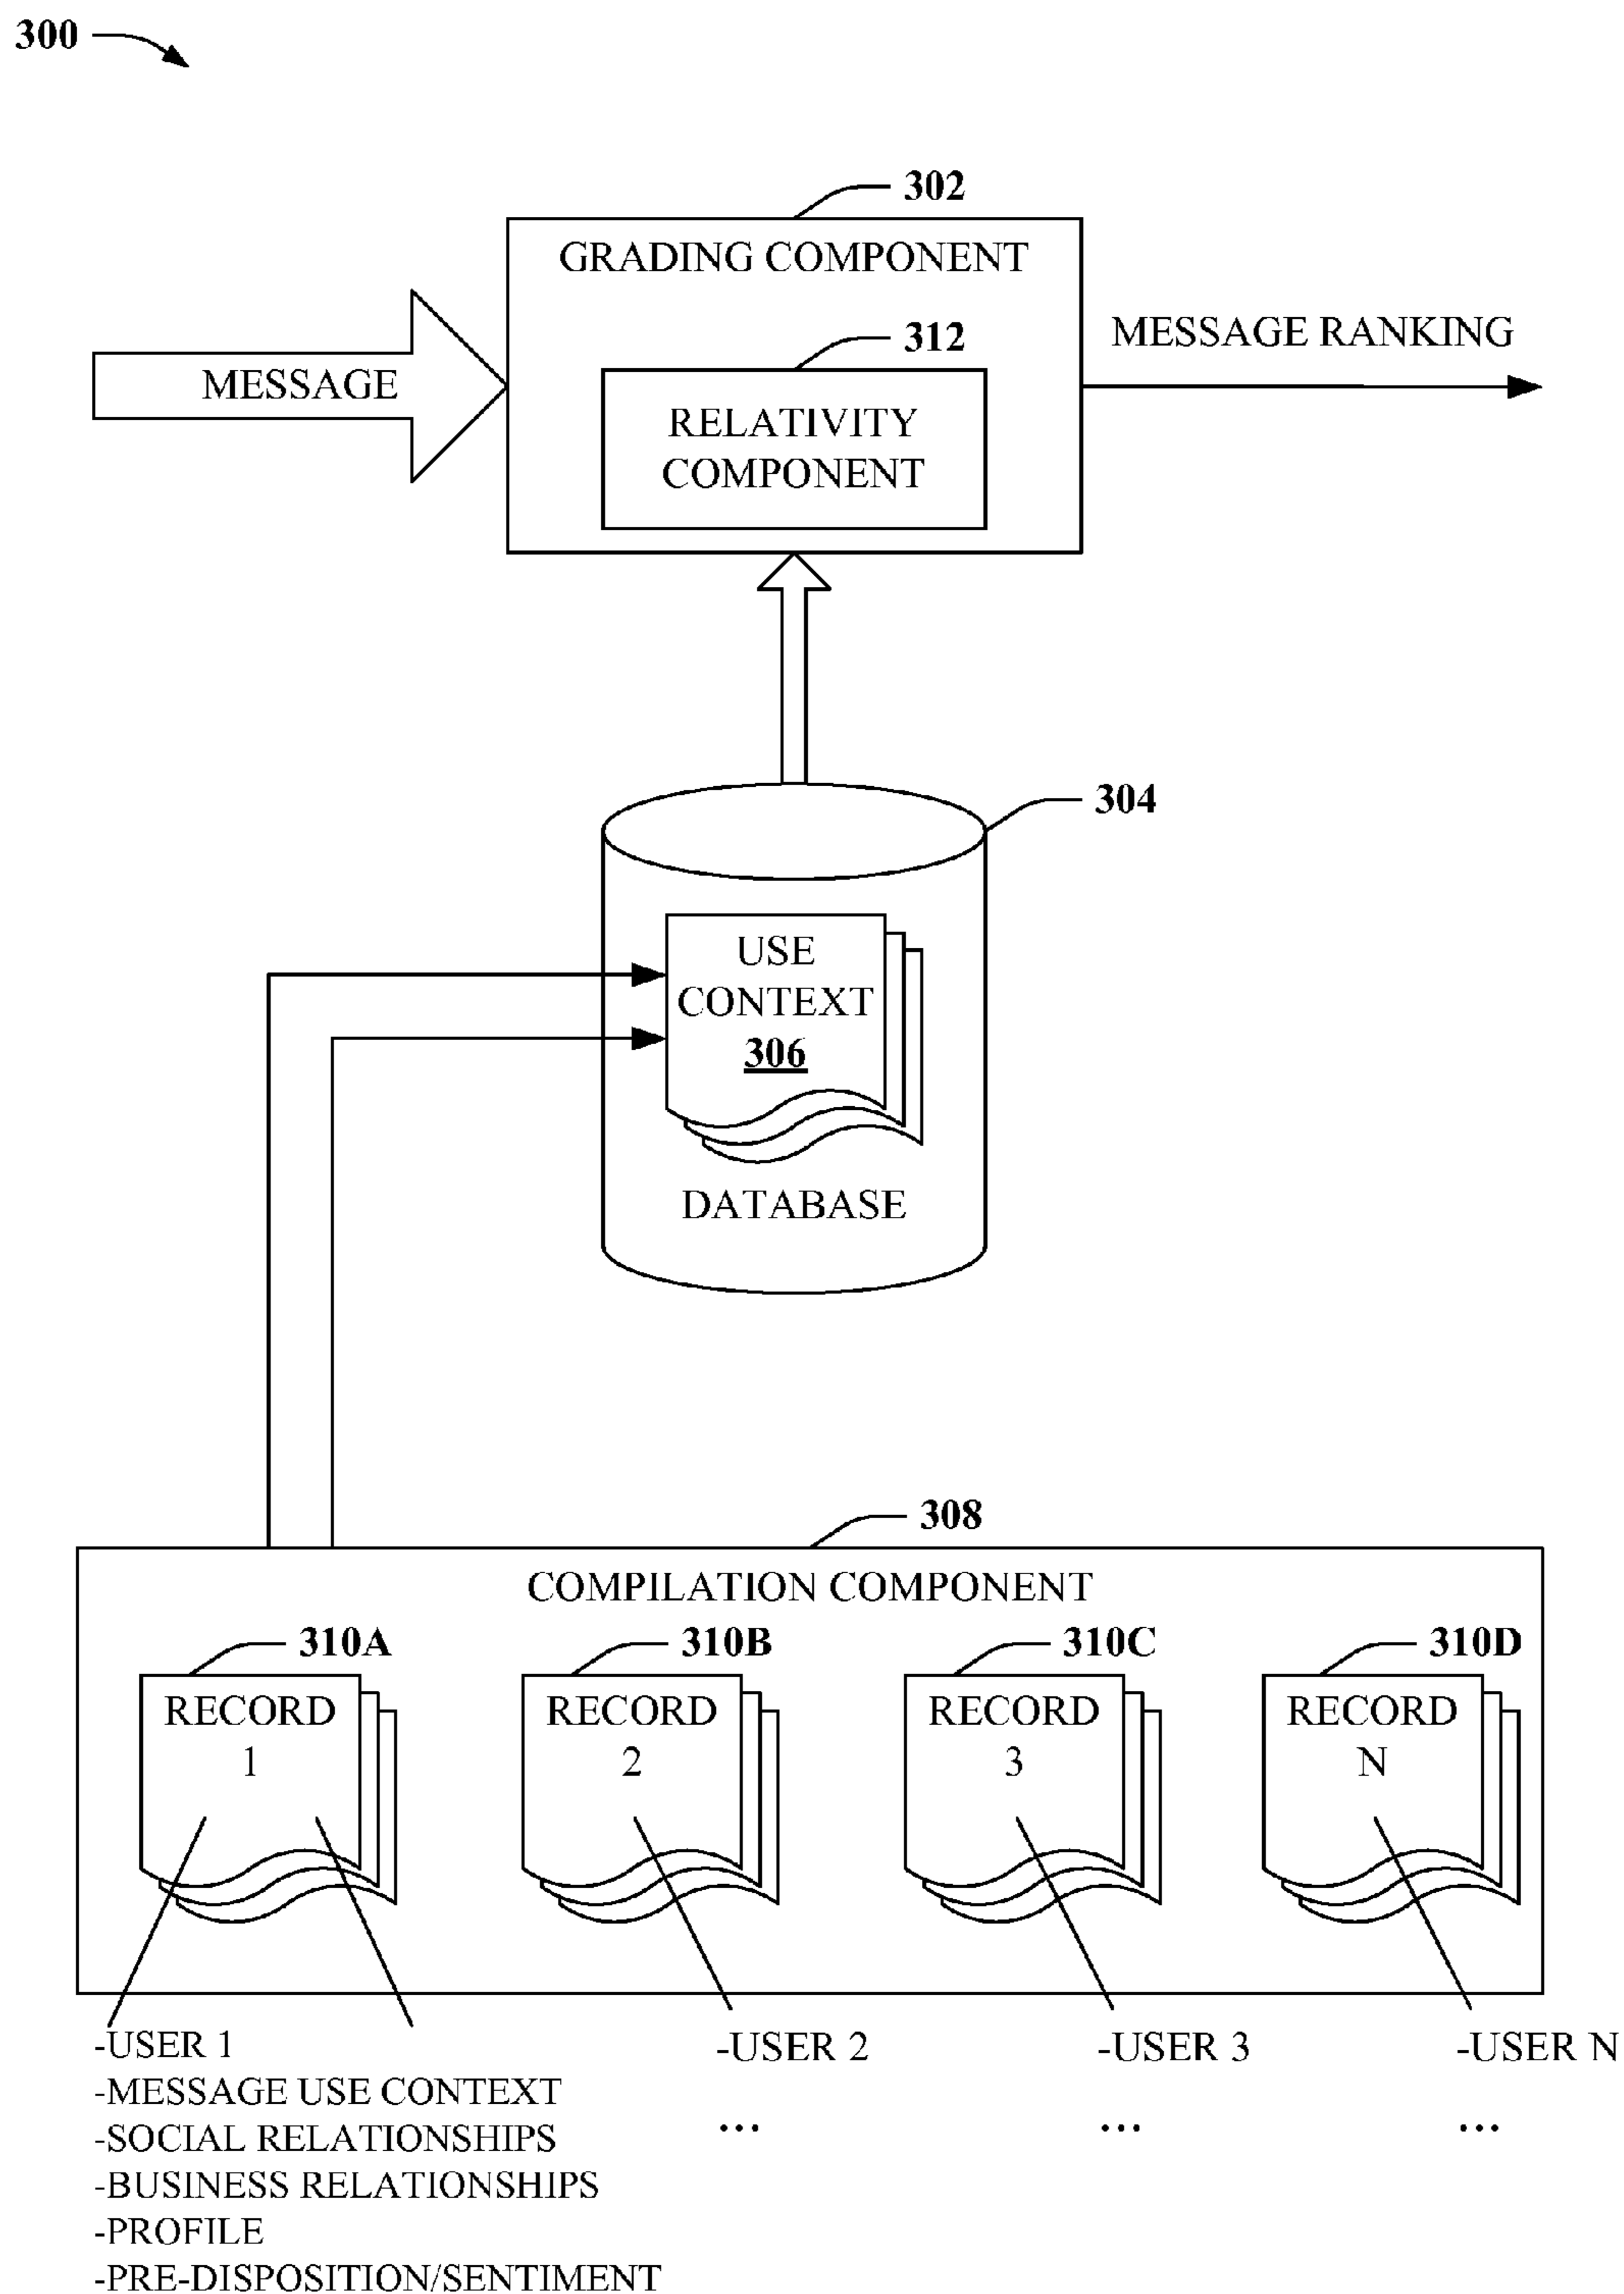 300
302
GRADING COMPONENT
312
RELATIVITY
COMPONENT
MESSAGE
MESSAGE RANKING
304
USE
CONTEXT
306
DATABASE
308
COMPILATION COMPONENT
310A
310B
310C
310D
RECORD
1
RECORD
2
RECORD
3
RECORD
N
-USER 1
-MESSAGE USE CONTEXT
-SOCIAL RELATIONSHIPS
-BUSINESS RELATIONSHIPS
-PROFILE
-PRE-DISPOSITION/SENTIMENT
-USER 2
...
-USER 3
...
-USER N
...